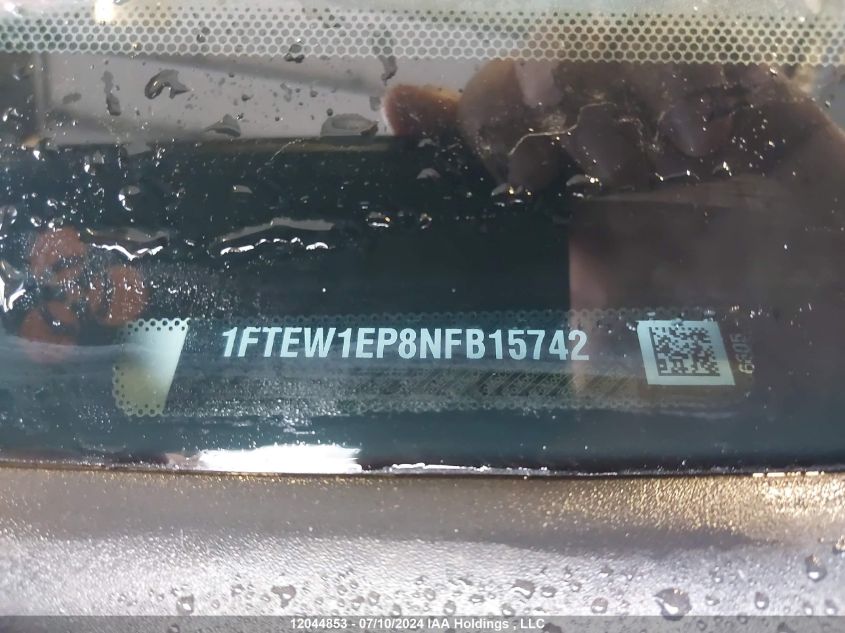 1FTEW1EP8NFB15742
12044853 - 07/10/2024 IAA Holdings , LLC